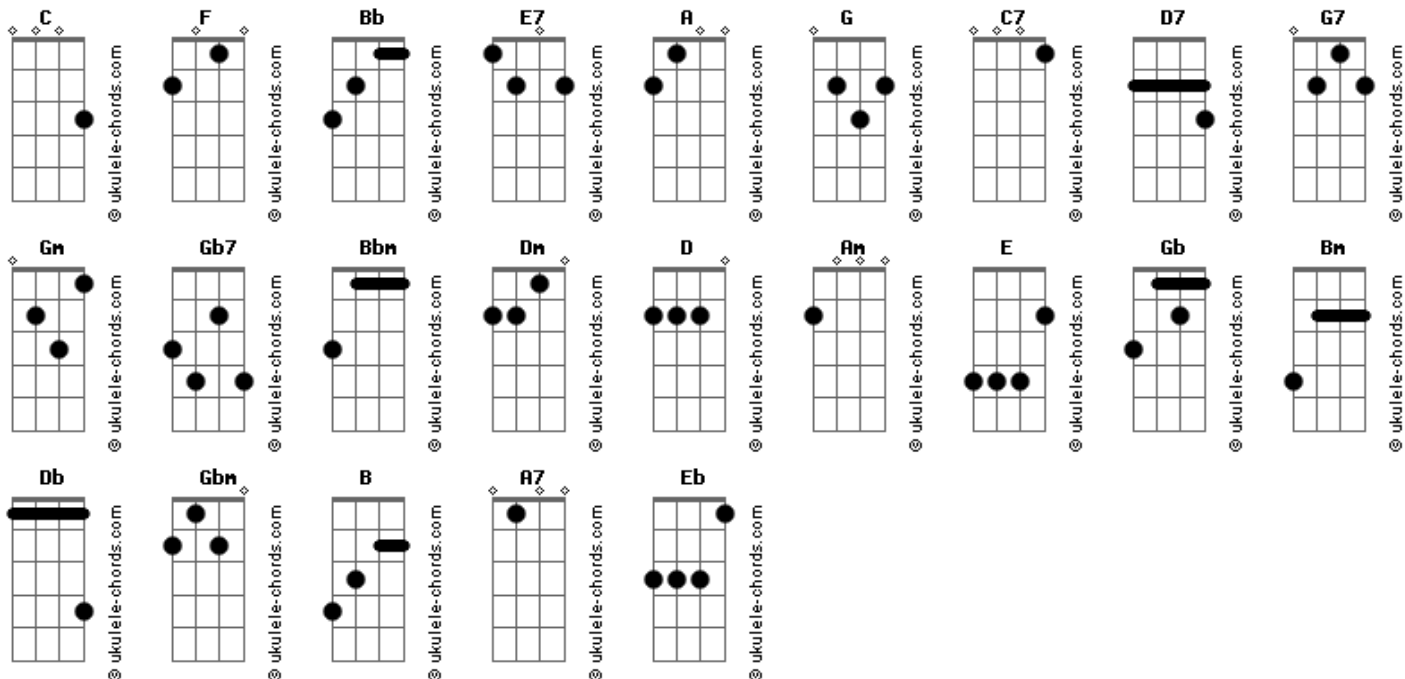 C F Bb E7 A G C7 D7 G7
© ukulele-chords.com © ukulele-chords.com © ukulele-chords.com © ukulele-chords.com © ukulele-chords.com © ukulele-chords.com © ukulele-chords.com © ukulele-chords.com © ukulele-chords.com
Gm Gb7 Bbm Dm D Am E Gb Bm
© ukulele-chords.com © ukulele-chords.com © ukulele-chords.com © ukulele-chords.com © ukulele-chords.com © ukulele-chords.com © ukulele-chords.com © ukulele-chords.com © ukulele-chords.com
Db Gbm B A7 Eb
© ukulele-chords.com © ukulele-chords.com © ukulele-chords.com © ukulele-chords.com © ukulele-chords.com